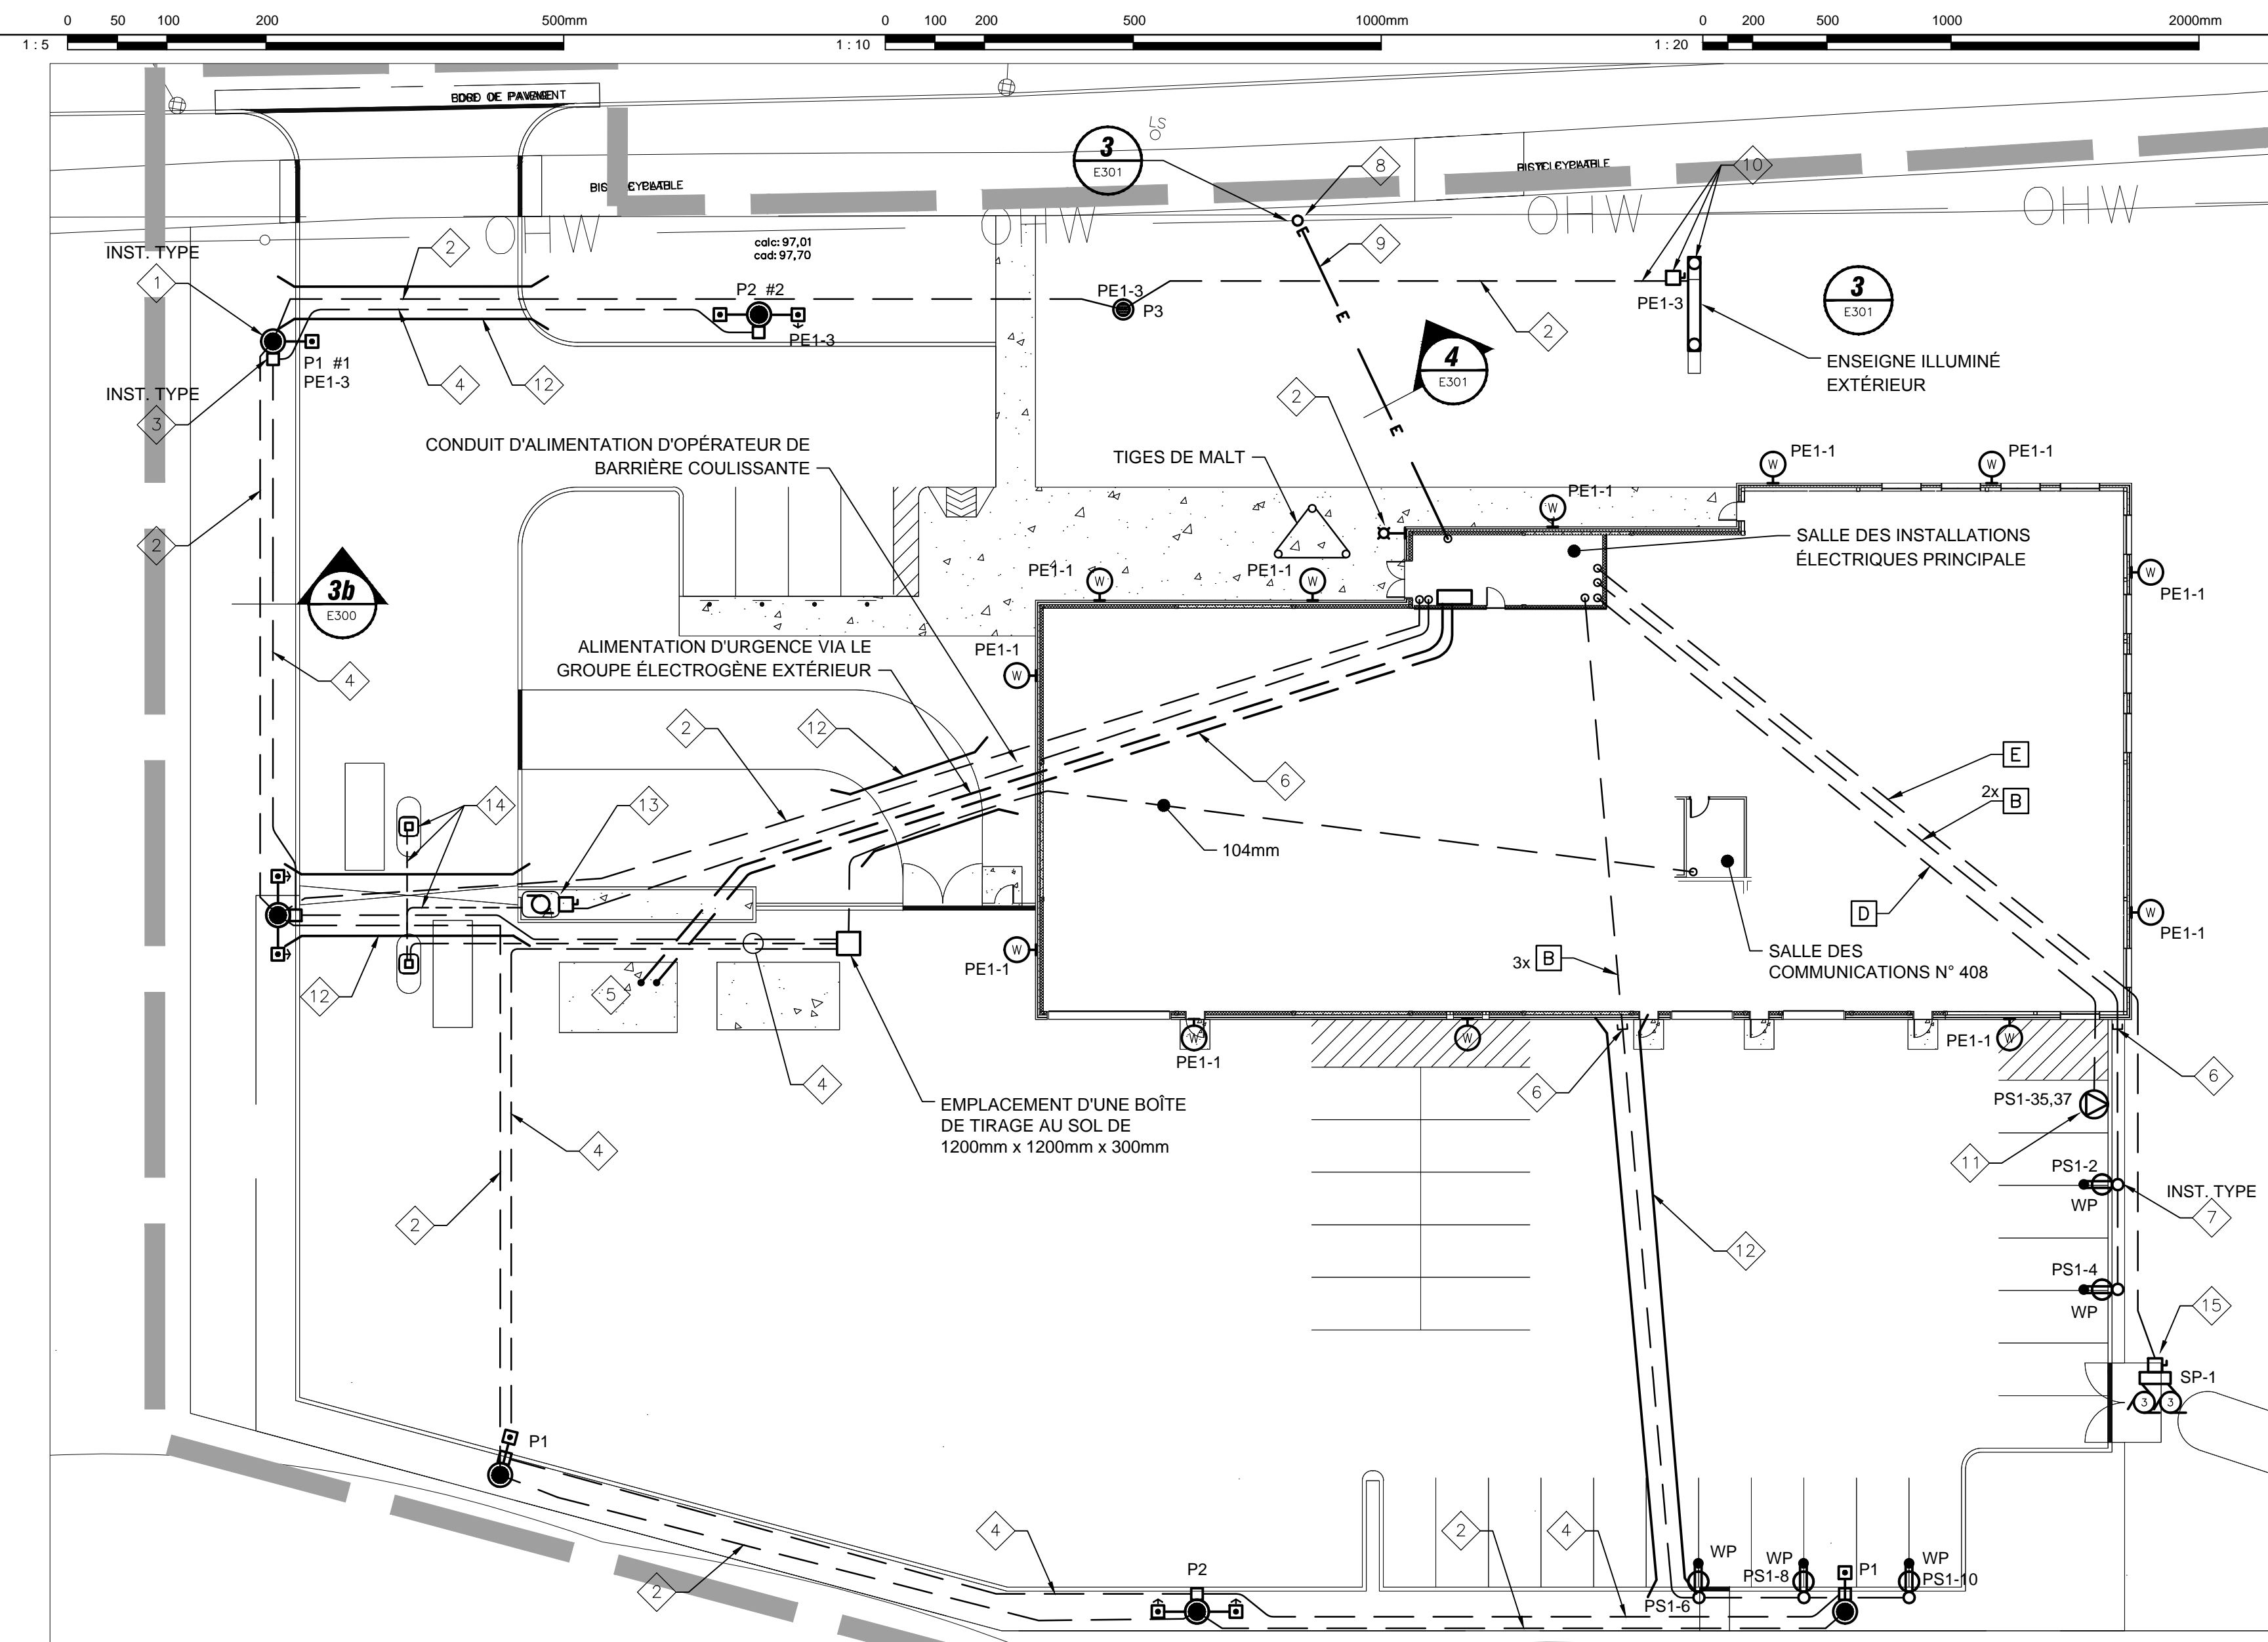 0 50 100 200 500mm 0 100 200 500 1000mm 0 200 500 1000 2000mm
1 : 5 1 : 10 1 : 20
LS
3
E301
8
10
OHW OHW OHW OHW
INST. TYPE
1
2
calc: 97,01
cad: 97,70
9
P2 #2
PE1-3
PE1-3
P3
PE1-3
2
3
E301
ENSEIGNE ILLUMINÉ
EXTÉRIEUR
P1 #1
PE1-3
INST. TYPE
3
4
12
E
E
E
4
E301
2
CONDUIT D'ALIMENTATION D'OPÉRATEUR DE
BARRIÈRE COULISSANTE
TIGES DE MALT
W PE1-1
W PE1-1
PE1-1
W
SALLE DES INSTALLATIONS
ÉLECTRIQUES PRINCIPALE
2
3b
E300
PE1-1
W
PE1-1
W
W
PE1-1
ALIMENTATION D'URGENCE VIA LE
GROUPE ÉLECTROGÈNE EXTÉRIEUR
PE1-1
W
4
2
12
6
E
2x B
14
13
104mm
D
W
PE1-1
SALLE DES
COMMUNICATIONS N° 408
3x B
PE1-1
W
12
5
W
PE1-1
W
PE1-1
W
4
6
6
EMPLACEMENT D'UNE BOÎTE
DE TIRAGE AU SOL DE
1200mm x 1200mm x 300mm
PS1-35,37
4
11
PS1-2
WP
INST. TYPE
7
2
12
PS1-4
WP
15
SP-1
3 3
P1
4
2
4
2
P2
WP
PS1-6
WP
PS1-8
P1
WP
PS1-10
2